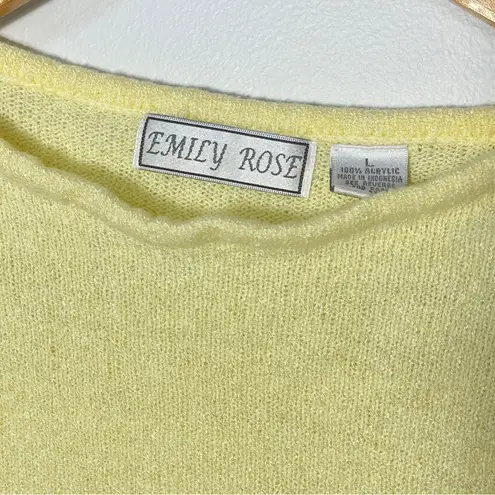 EMILY ROSE
L
100% ACRYLIC
MADE IN INDONESIA
SEE REVERSE